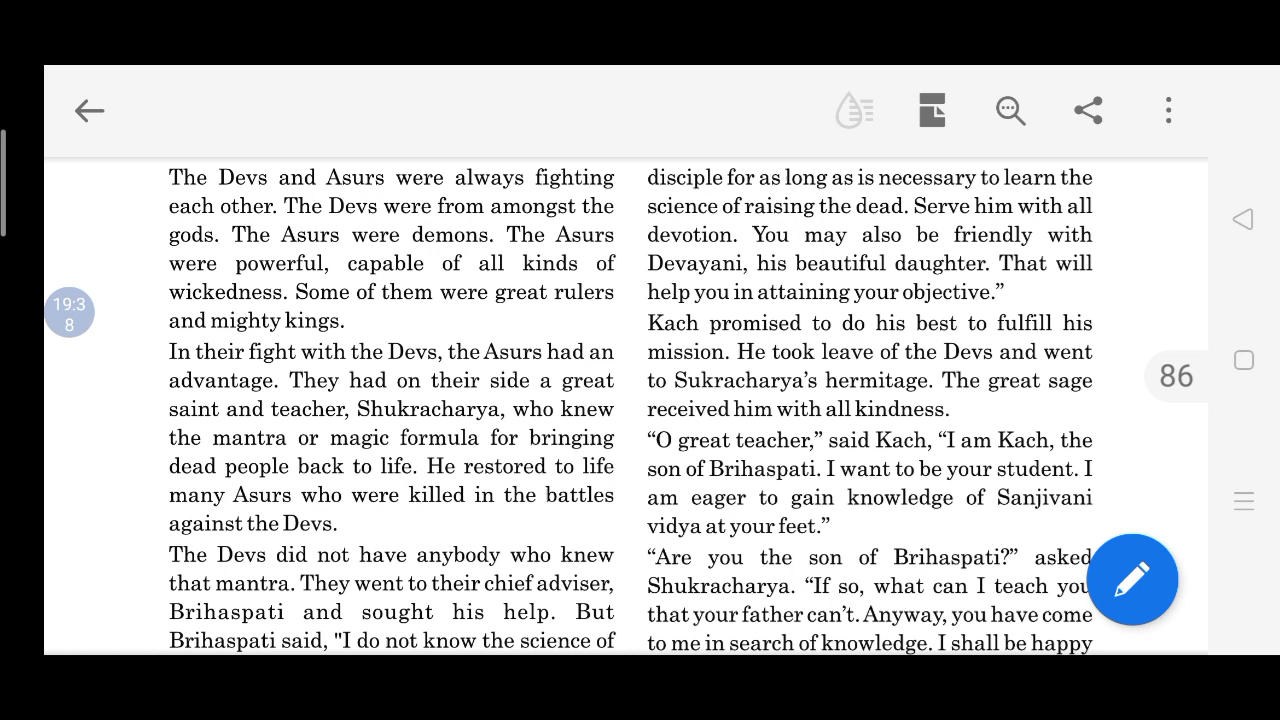 The Devs and Asurs were always fighting
each other. The Devs were from amongst the
gods. The Asurs were demons. The Asurs
were powerful, capable of all kinds of
wickedness. Some of them were great rulers
and mighty kings.
In their fight with the Devs, the Asurs had an
advantage. They had on their side a great
saint and teacher, Shukracharya, who knew
the mantra or magic formula for bringing
dead people back to life. He restored to life
many Asurs who were killed in the battles
against the Devs.
The Devs did not have anybody who knew
that mantra. They went to their chief adviser,
Brihaspati and sought his help. But
Brihaspati said, "I do not know the science of
disciple for as long as is necessary to learn the
science of raising the dead. Serve him with all
devotion. You may also be friendly with
Devayani, his beautiful daughter. That will
help you in attaining your objective.”
Kach promised to do his best to fulfill his
mission. He took leave of the Devs and went
to Sukracharya’s hermitage. The great sage
received him with all kindness.
“O great teacher,” said Kach, “I am Kach, the
son of Brihaspati. I want to be your student. I
am eager to gain knowledge of Sanjivani
vidya at your feet.”
“Are you the son of Brihaspati?” asked
Shukracharya. “If so, what can I teach you
that your father can’t. Anyway, you have come
to me in search of knowledge. I shall be happy
19:3
8
86